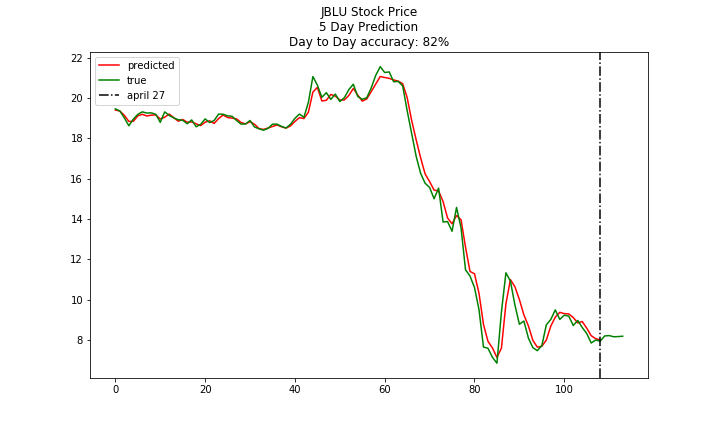 JBLU Stock Price
5 Day Prediction
Day to Day accuracy: 82%
predicted
true
april 27
22
20
18
16
14
12
10
8
0
20
40
60
80
100